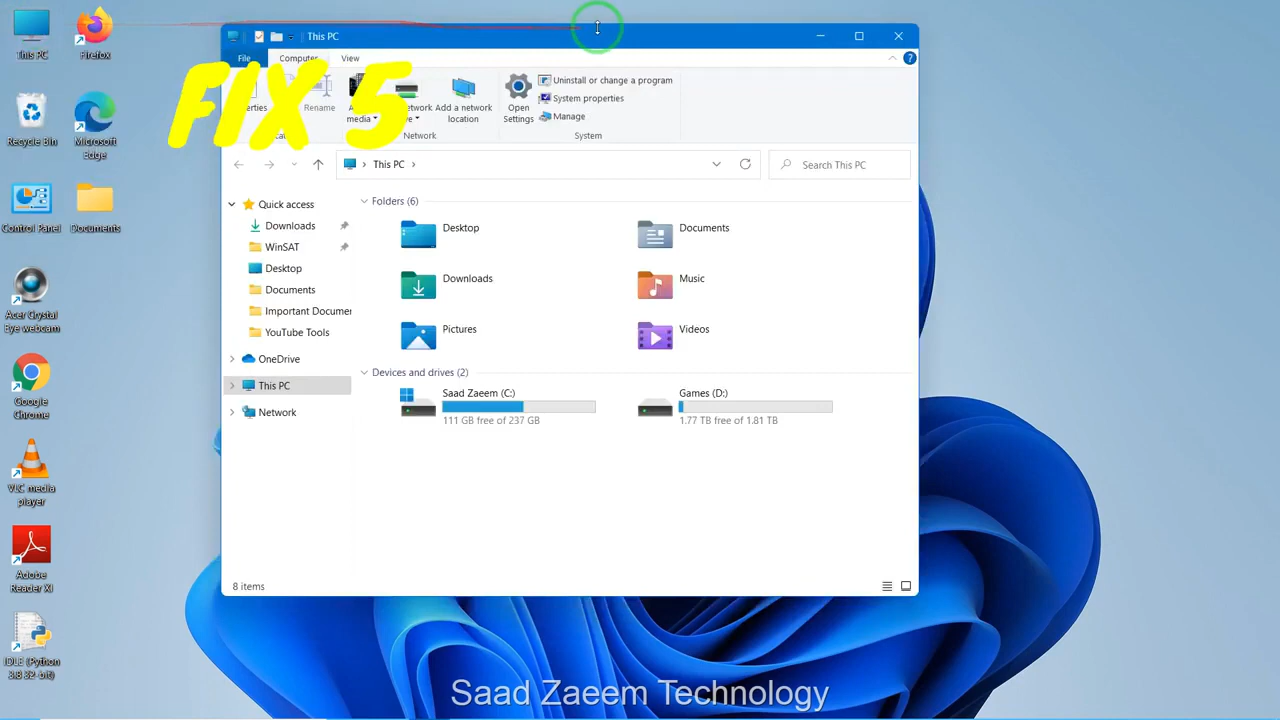 This PC
Firefox
Recycle Bin
Microsoft
Edge
Control Panel
Documents
Acer Crystal
Eye webcam
Google
Chrome
VLC media
player
Adobe
Reader XI
IDLE (Python
3.8 32-bit)
FIX 5
This PC
File
Computer
View
Rename
media
Add a network
location
Network
Open
Settings
Uninstall or change a program
System properties
Manage
System
This PC
Search This PC
Quick access
Downloads
WinSAT
Desktop
Documents
Important Documer
YouTube Tools
OneDrive
This PC
Network
Folders (6)
Desktop
Documents
Downloads
Music
Pictures
Videos
Devices and drives (2)
Saad Zaeem (C:)
111 GB free of 237 GB
Games (D:)
1.77 TB free of 1.81 TB
8 items
Saad Zaeem Technology